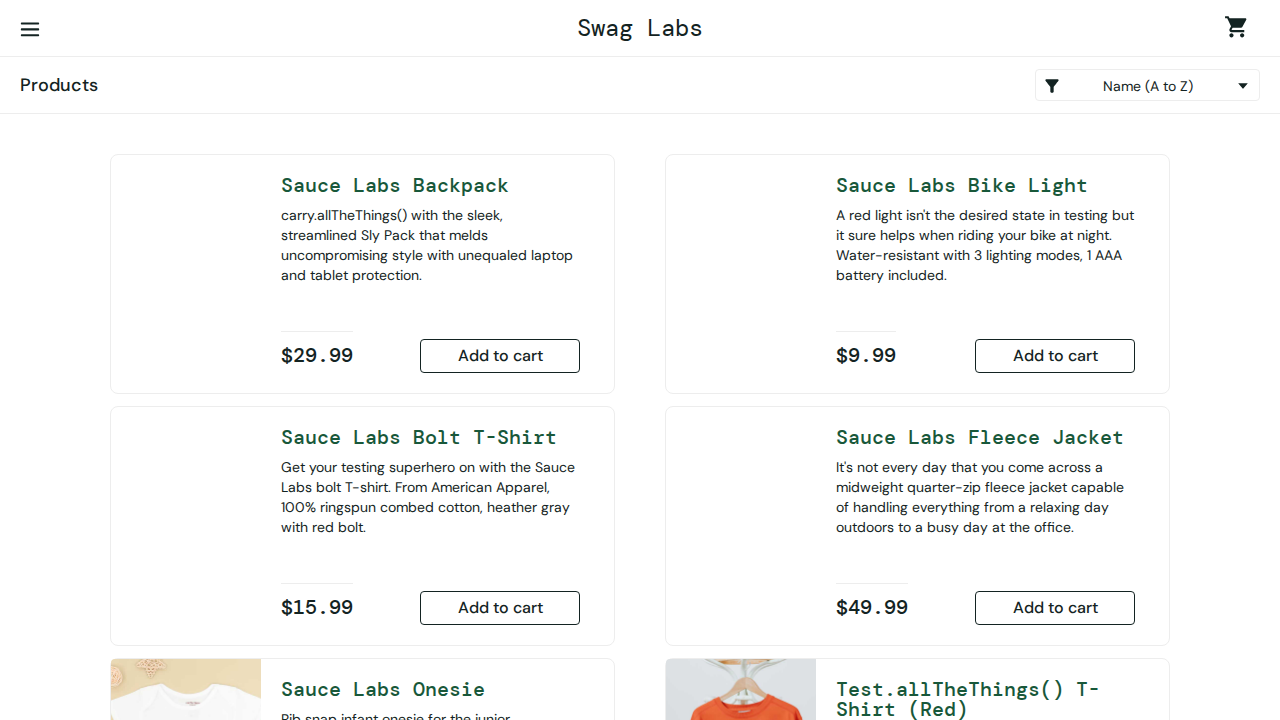 Swag Labs
Products
Name (A to Z)
Sauce Labs Backpack
carry.allTheThings() with the sleek,
streamlined Sly Pack that melds
uncompromising style with unequaled laptop
and tablet protection.
$29.99
Add to cart
Sauce Labs Bike Light
A red light isn't the desired state in testing but
it sure helps when riding your bike at night.
Water-resistant with 3 lighting modes, 1 AAA
battery included.
$9.99
Add to cart
Sauce Labs Bolt T-Shirt
Get your testing superhero on with the Sauce
Labs bolt T-shirt. From American Apparel,
100% ringspun combed cotton, heather gray
with red bolt.
$15.99
Add to cart
Sauce Labs Fleece Jacket
It's not every day that you come across a
midweight quarter-zip fleece jacket capable
of handling everything from a relaxing day
outdoors to a busy day at the office.
$49.99
Add to cart
Sauce Labs Onesie
Rib snap infant onesie for the junior
Test.allTheThings() T-
Shirt (Red)